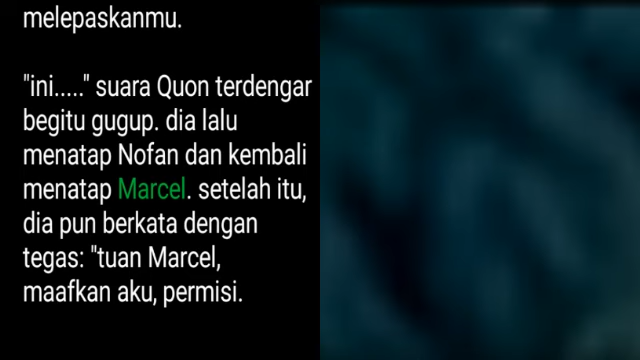 melepaskanmu.
"ini....." suara Quon terdengar
begitu gugup. dia lalu
menatap Nofan dan kembali
menatap Marcel. setelah itu,
dia pun berkata dengan
tegas: "tuan Marcel,
maafkan aku, permisi.